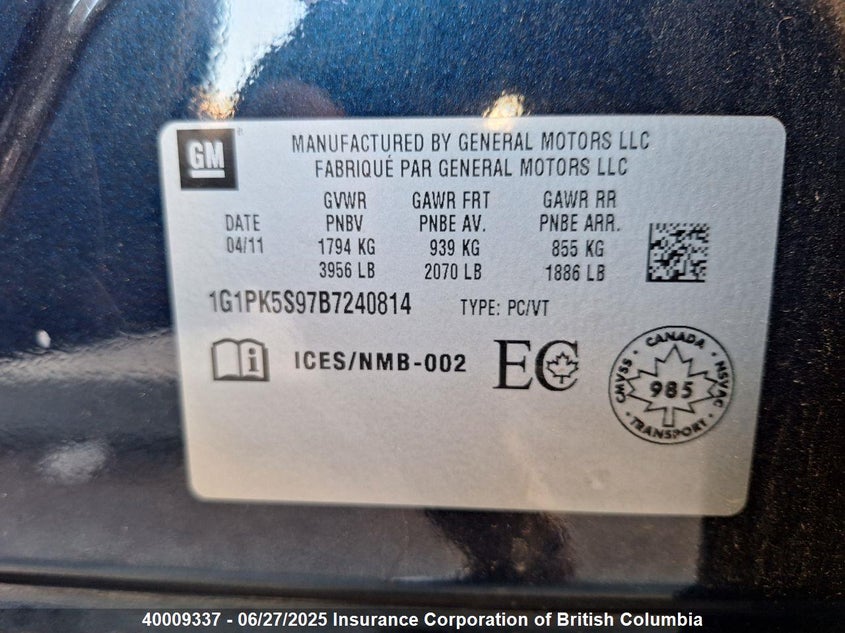 GM
MANUFACTURED BY GENERAL MOTORS LLC
FABRIQUÉ PAR GENERAL MOTORS LLC
GVWR GAWR FRT GAWR RR
DATE PNBV PNBE AV. PNBE ARR.
04/11 1794 KG 939 KG 855 KG
3956 LB 2070 LB 1886 LB
1G1PK5S97B7240814 TYPE: PC/VT
i ICES/NMB-002 EC
CANADA
CMVSS 985 NSVAC
TRANSPORT
40009337 - 06/27/2025 Insurance Corporation of British Columbia